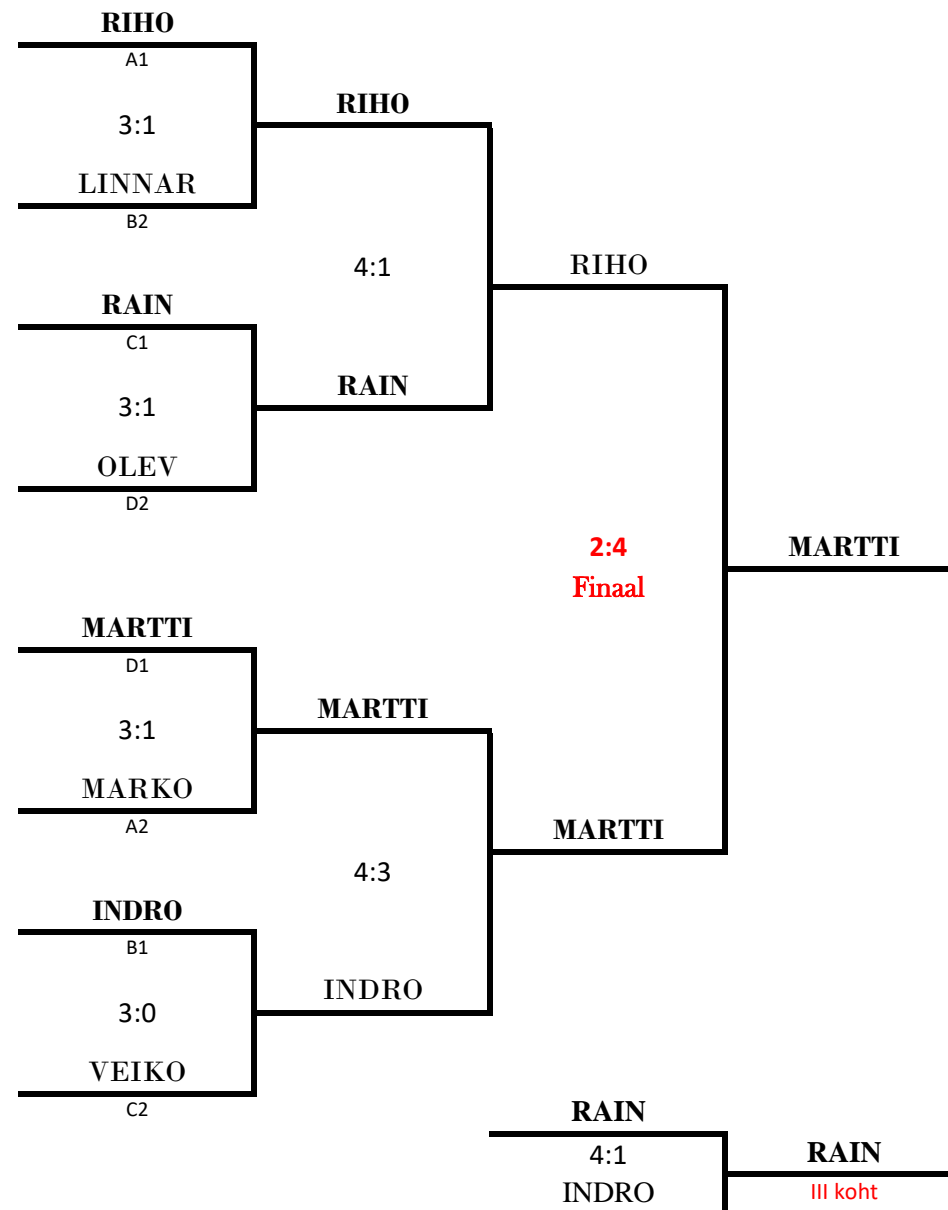 RIHO
A1
3:1
LINNAR
B2
RIHO
4:1
RAIN
C1
3:1
OLEV
D2
RAIN
RIHO
2:4
Finaal
MARTTI
MARTTI
D1
3:1
MARKO
A2
MARTTI
4:3
INDRO
B1
3:0
VEIKO
C2
INDRO
MARTTI
RAIN
4:1
INDRO
RAIN
III koht